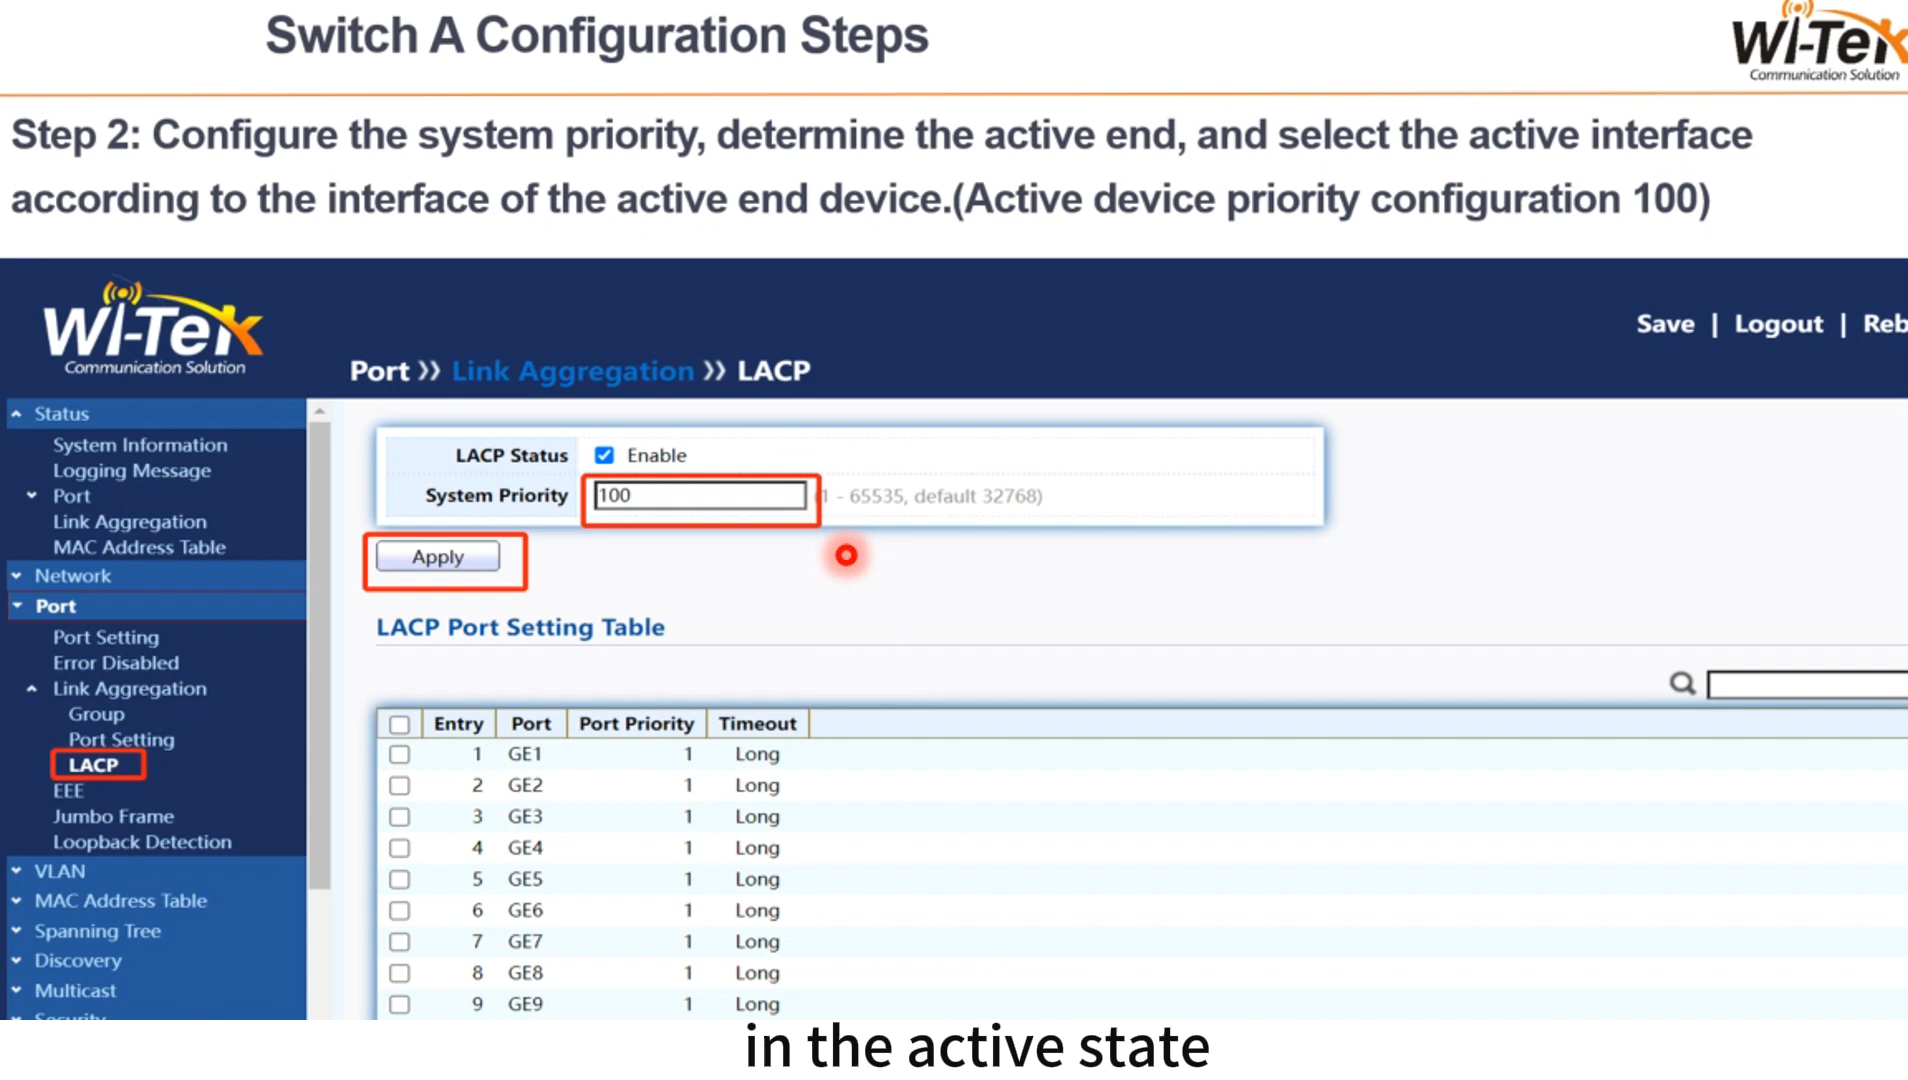 Switch A Configuration Steps
Wi-Tek
Communication Solution
Step 2: Configure the system priority, determine the active end, and select the active interface
according to the interface of the active end device.(Active device priority configuration 100)
Wi-Tek
Communication Solution
Save | Logout | Reb
Port >> Link Aggregation >> LACP
Status
System Information
Logging Message
Port
Link Aggregation
MAC Address Table
Network
Port
Port Setting
Error Disabled
Link Aggregation
Group
Port Setting
LACP
EEE
Jumbo Frame
Loopback Detection
VLAN
MAC Address Table
Spanning Tree
Discovery
Multicast
Security
LACP Status Enable
System Priority 100 (1 - 65535, default 32768)
Apply
LACP Port Setting Table
Entry Port Port Priority Timeout
1 GE1 1 Long
2 GE2 1 Long
3 GE3 1 Long
4 GE4 1 Long
5 GE5 1 Long
6 GE6 1 Long
7 GE7 1 Long
8 GE8 1 Long
9 GE9 1 Long
in the active state